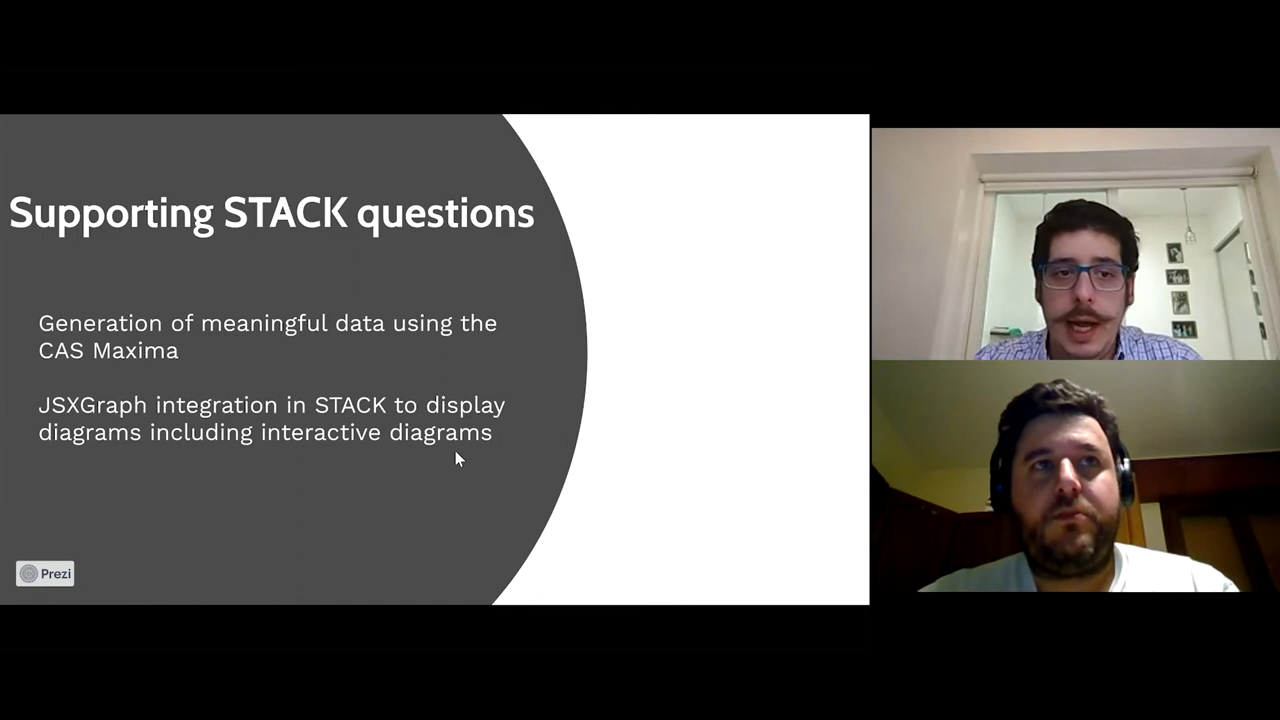 Supporting STACK questions
Generation of meaningful data using the
CAS Maxima
JSXGraph integration in STACK to display
diagrams including interactive diagrams
Prezi